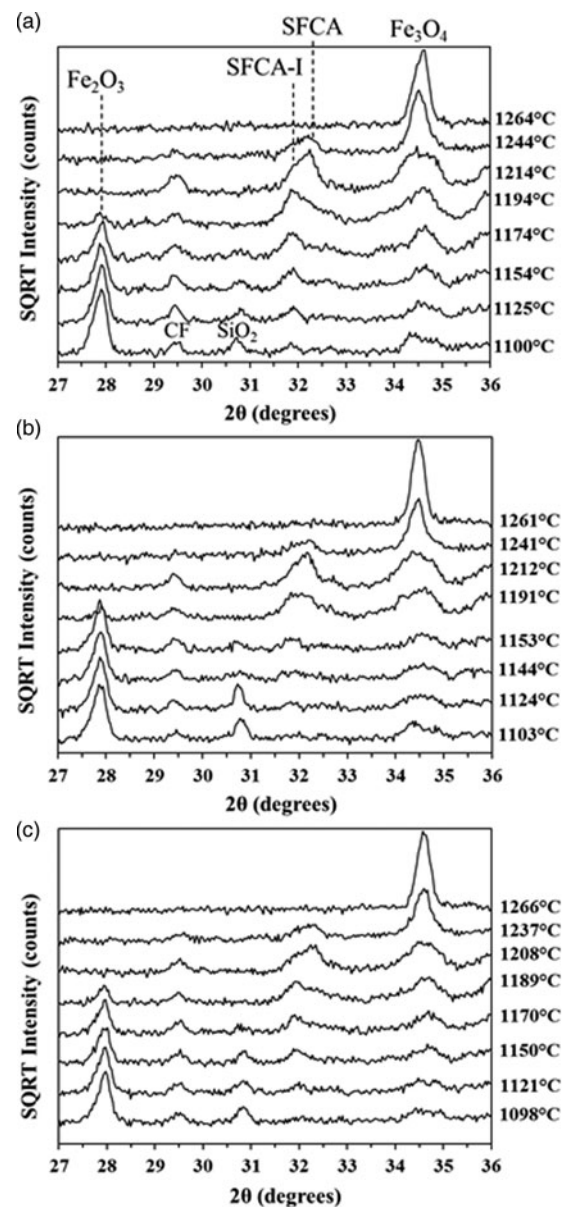 (a)
SFCA
Fe₃O₄
SFCA-I
Fe₂O₃
1264°C
1244°C
1214°C
1194°C
1174°C
1154°C
1125°C
1100°C
CF
SiO₂
SQRT Intensity (counts)
27 28 29 30 31 32 33 34 35 36
2θ (degrees)
(b)
1261°C
1241°C
1212°C
1191°C
1153°C
1144°C
1124°C
1103°C
SQRT Intensity (counts)
27 28 29 30 31 32 33 34 35 36
2θ (degrees)
(c)
1266°C
1237°C
1208°C
1189°C
1170°C
1150°C
1121°C
1098°C
SQRT Intensity (counts)
27 28 29 30 31 32 33 34 35 36
2θ (degrees)